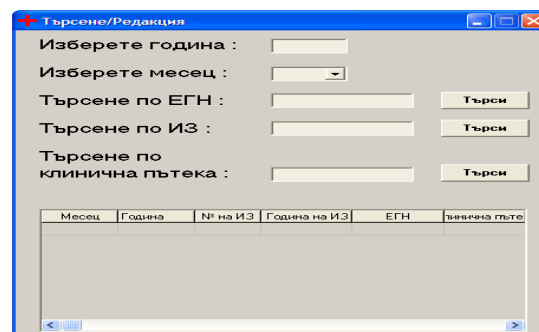 Търсене/Редакция
Изберете година :
Изберете месец :
Търсене по ЕГН : Търси
Търсене по ИЗ : Търси
Търсене по
клинична пътека : Търси
Месец Година № на ИЗ Година на ИЗ ЕГН линична пъте